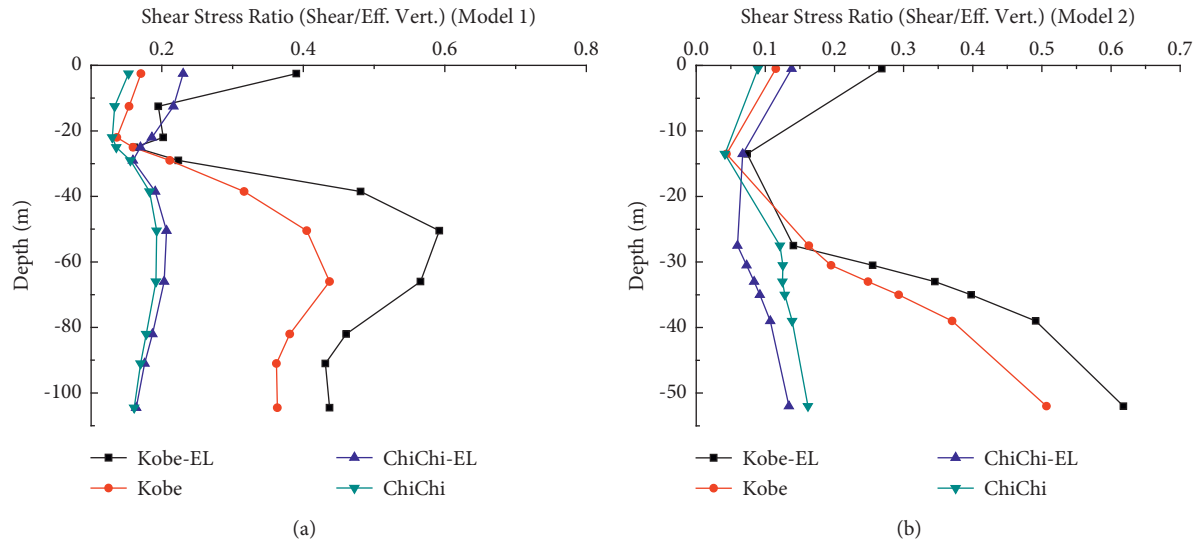 Shear Stress Ratio (Shear/Eff. Vert.) (Model 1)
0.2 0.4 0.6 0.8
0
-20
-40
-60
-80
-100
Depth (m)
Kobe-EL
Kobe
ChiChi-EL
ChiChi
(a)
Shear Stress Ratio (Shear/Eff. Vert.) (Model 2)
0.0 0.1 0.2 0.3 0.4 0.5 0.6 0.7
0
-10
-20
-30
-40
-50
Depth (m)
Kobe-EL
Kobe
ChiChi-EL
ChiChi
(b)